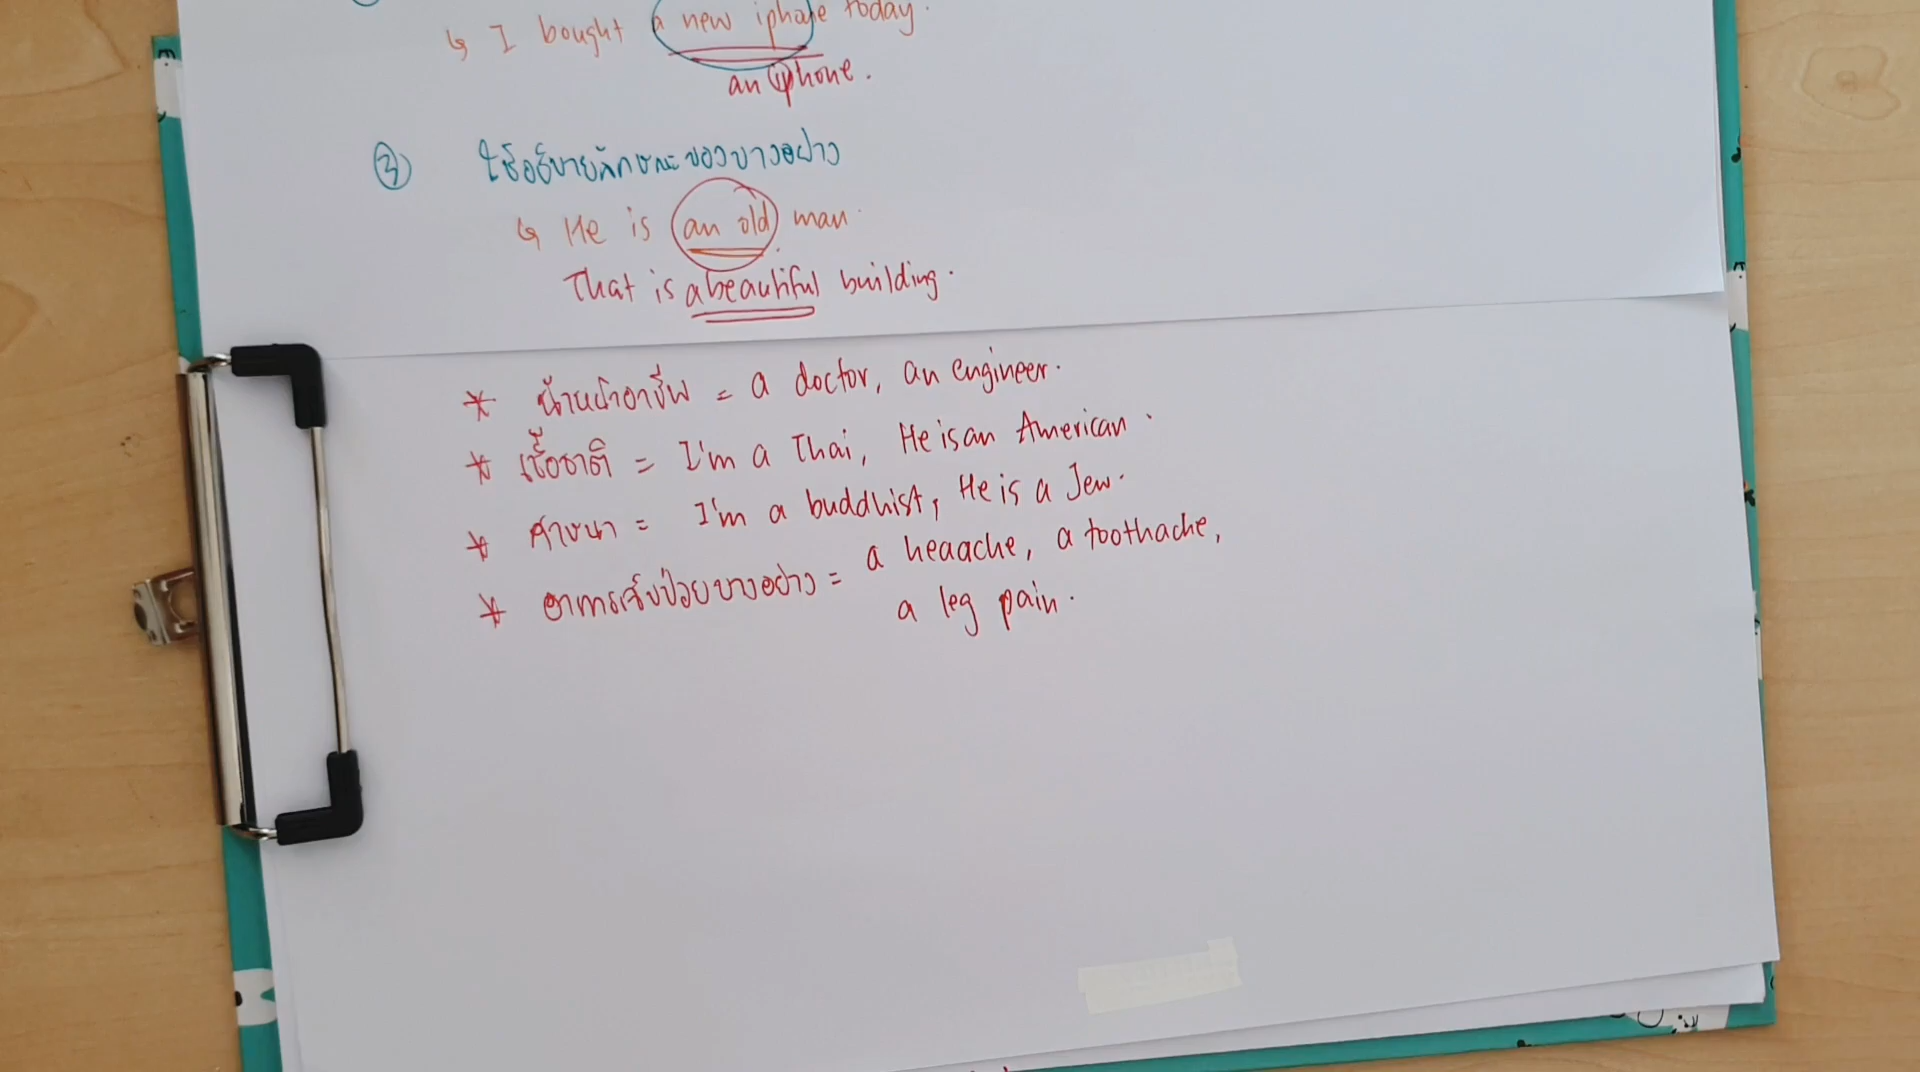 ↳ I bought a new iphone today.
an iphone.
③ ใช้อธิบายลักษณะของบางอย่าง
↳ He is an old man.
That is a beautiful building.
* นำหน้าอาชีพ = a doctor, an engineer.
* เชื้อชาติ = I'm a Thai, He is an American.
* ศาสนา = I'm a buddhist, He is a Jew.
* อาการเจ็บป่วยบางอย่าง = a heaache, a toothache,
a leg pain.